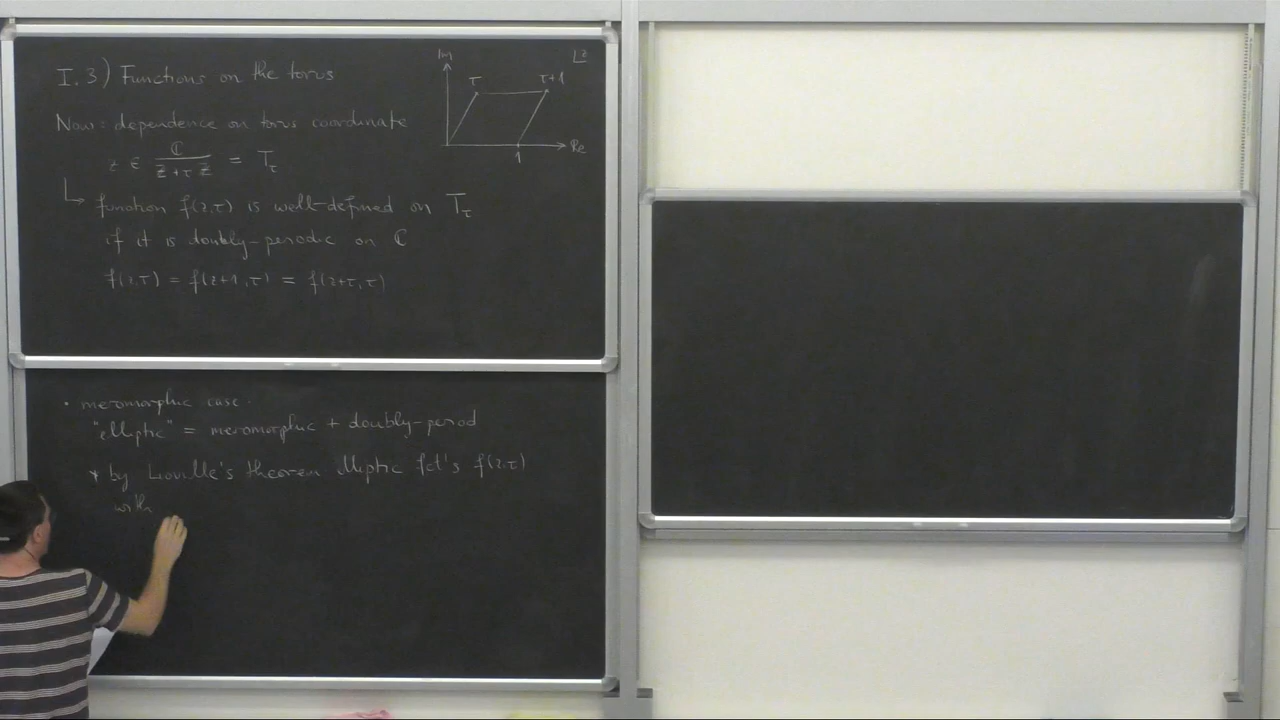 I.3) Functions on the torus
Now: dependence on torus coordinate
z ∈ ℂ / ℤ+τℤ = T_τ
↳ function f(z,τ) is well-defined on T_τ
if it is doubly-periodic on ℂ
f(z,τ) = f(z+1,τ) = f(z+τ,τ)
Im
τ
τ+1
1
Re
• meromorphic case:
"elliptic" = meromorphic + doubly-period
* by Liouville's theorem elliptic fct's f(z,τ)
with